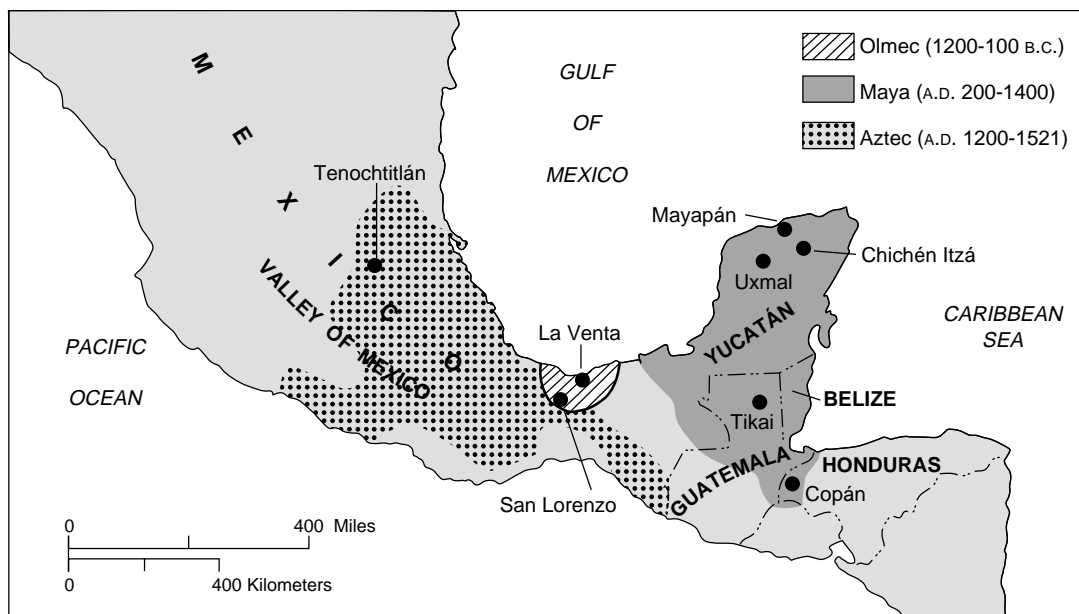 Olmec (1200-100 B.C.)
Maya (A.D. 200-1400)
Aztec (A.D. 1200-1521)
GULF
OF
MEXICO
MEXICO
Tenochtitlán
VALLEY OF MEXICO
PACIFIC
OCEAN
La Venta
San Lorenzo
Mayapán
Chichén Itzá
Uxmal
YUCATÁN
CARIBBEAN
SEA
BELIZE
Tikai
GUATEMALA
HONDURAS
Copán
0 400 Miles
0 400 Kilometers